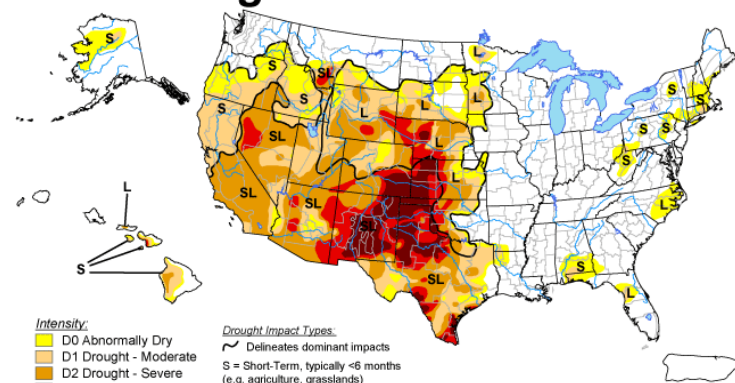 S
S
SL
L
S
S
L
L
L
S
S
S
S
S
SL
L
L
SL
SL
SL
L
L
S
SL
S
L
Intensity:
D0 Abnormally Dry
D1 Drought - Moderate
D2 Drought - Severe
Drought Impact Types:
Delineates dominant impacts
S = Short-Term, typically <6 months
(e.g. agriculture, grasslands)